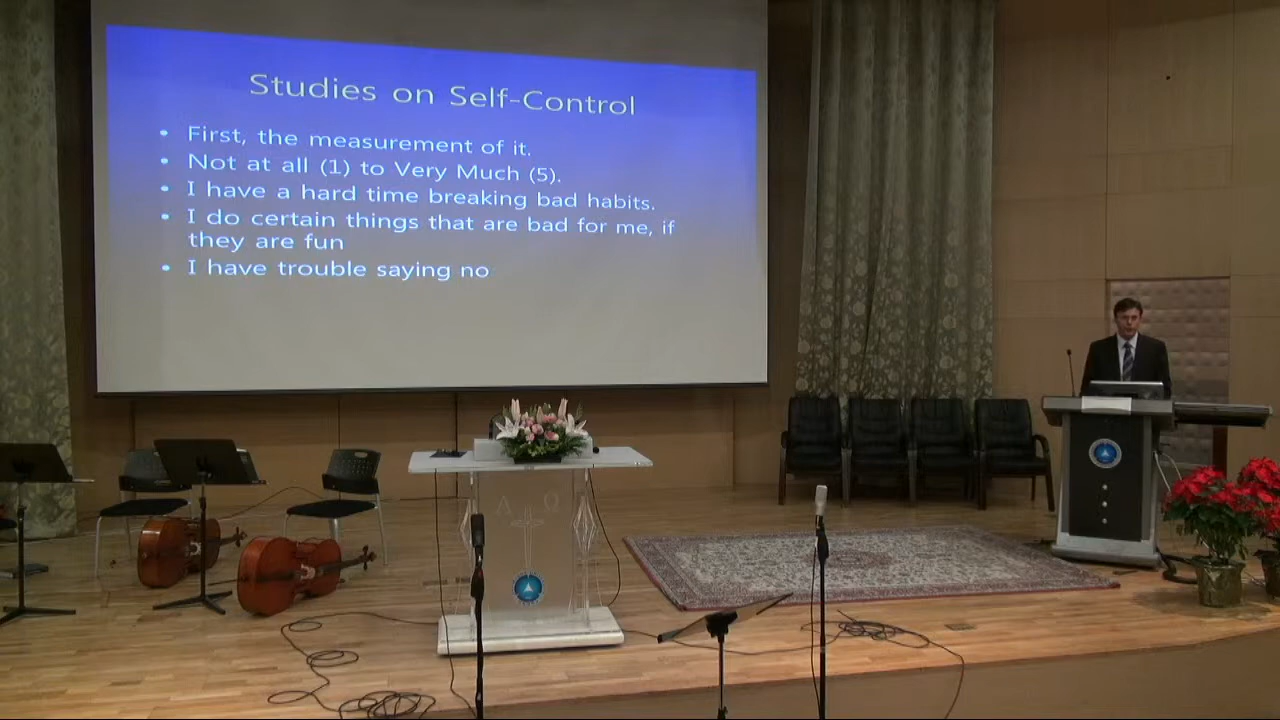 Studies on Self-Control
• First, the measurement of it.
• Not at all (1) to Very Much (5).
• I have a hard time breaking bad habits.
• I do certain things that are bad for me, if
they are fun
• I have trouble saying no
Α Ω